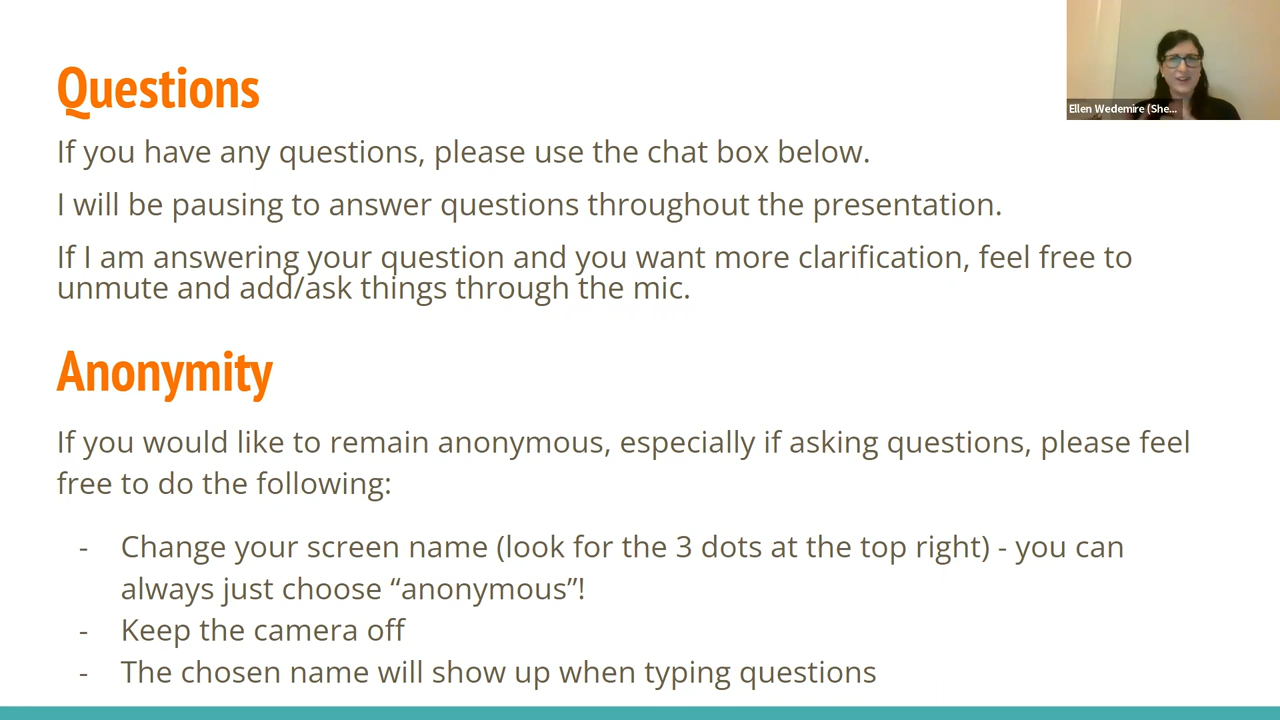 Questions
Ellen Wedemire (She...
If you have any questions, please use the chat box below.
I will be pausing to answer questions throughout the presentation.
If I am answering your question and you want more clarification, feel free to
unmute and add/ask things through the mic.
Anonymity
If you would like to remain anonymous, especially if asking questions, please feel
free to do the following:
- Change your screen name (look for the 3 dots at the top right) - you can
always just choose “anonymous”!
- Keep the camera off
- The chosen name will show up when typing questions